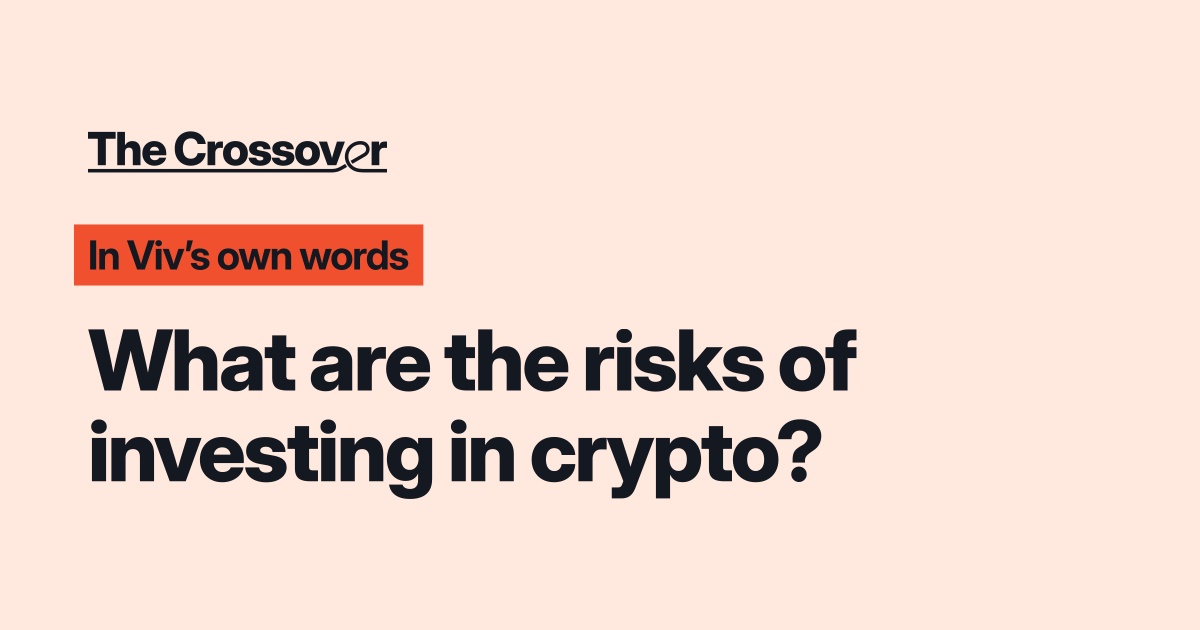 The Crossover
In Viv’s own words
What are the risks of
investing in crypto?